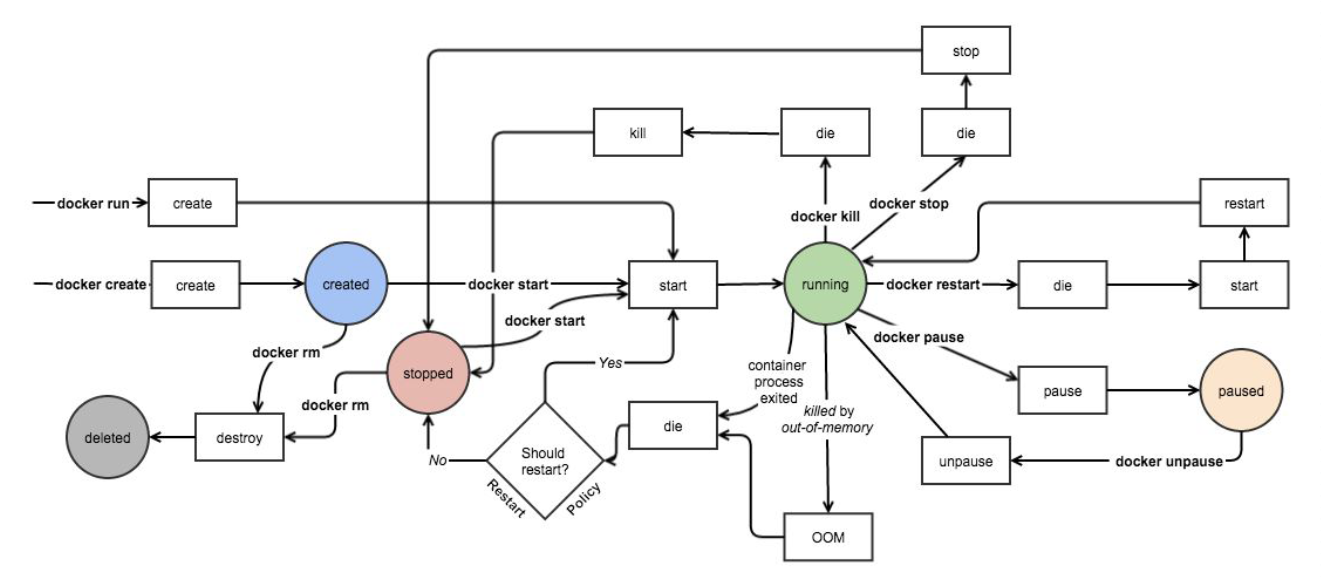 stop
kill
die
die
docker run
create
docker kill
docker stop
restart
docker create
create
created
docker start
start
running
docker restart
die
start
docker start
docker pause
docker rm
stopped
Yes
container
process
exited
pause
paused
docker rm
killed by
out-of-memory
deleted
destroy
die
No
Should
restart?
Restart
Policy
unpause
docker unpause
OOM